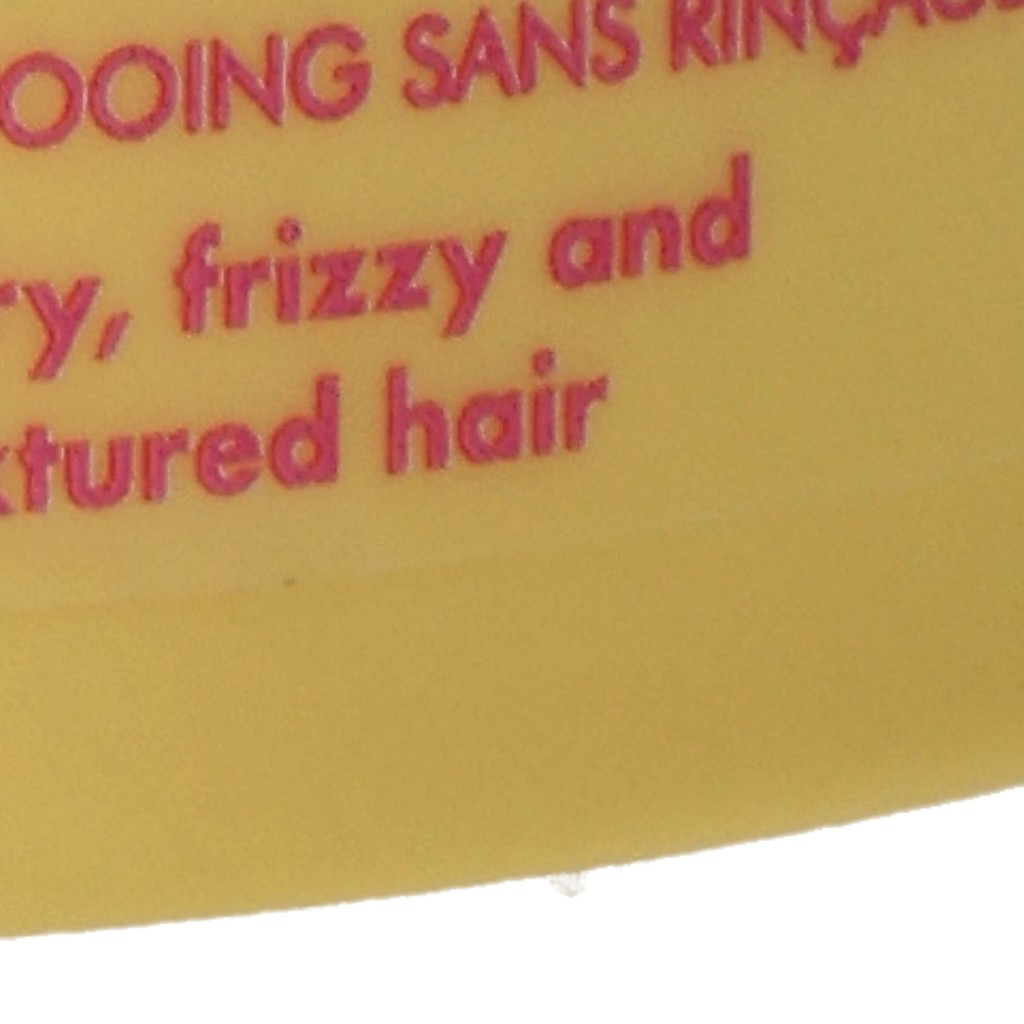 OOING SANS RINÇAG
ry, frizzy and
xtured hair